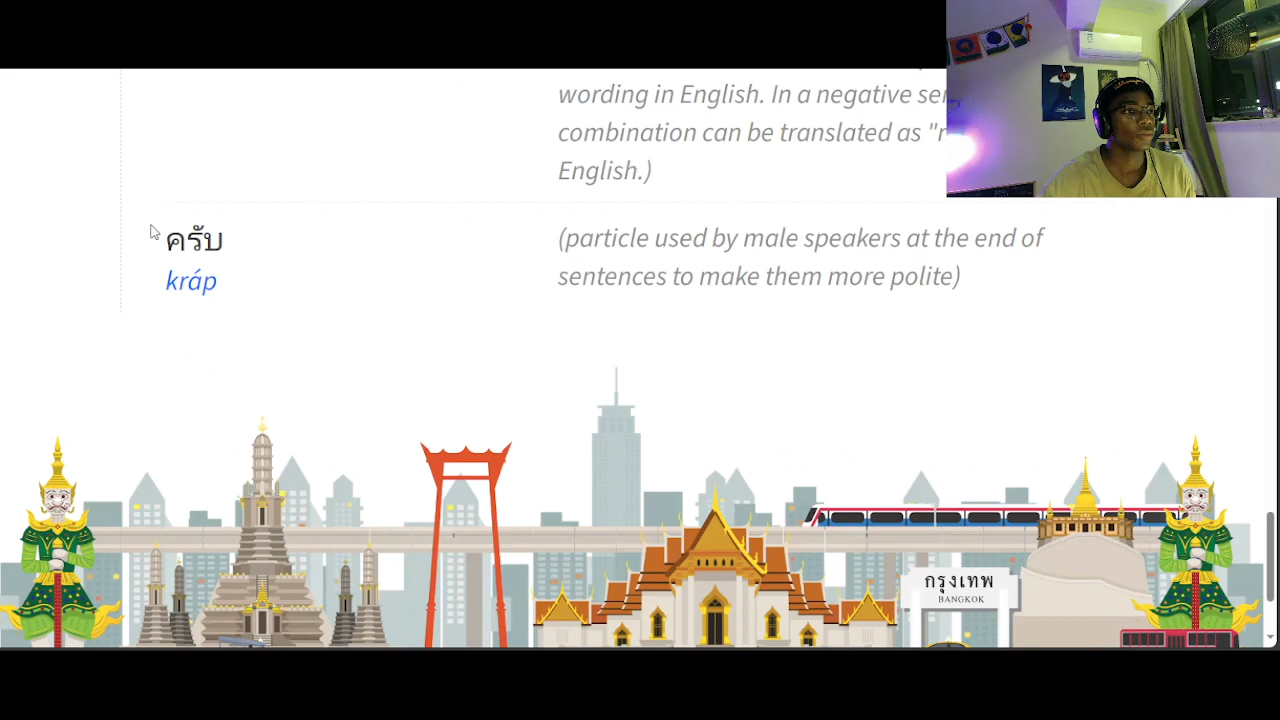 wording in English. In a negative
combination can be translated as
English.)
ครับ
kráp
(particle used by male speakers at the end of
sentences to make them more polite)
กรุงเทพ
BANGKOK